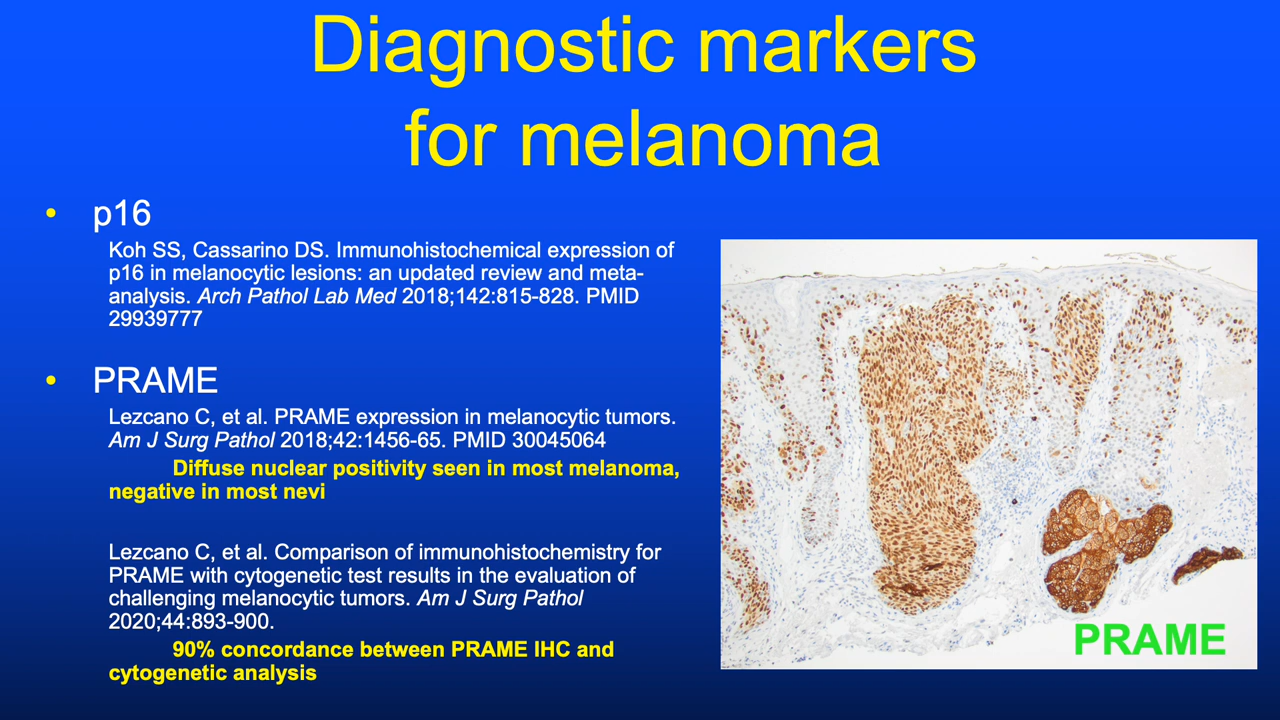 Diagnostic markers
for melanoma
• p16
Koh SS, Cassarino DS. Immunohistochemical expression of
p16 in melanocytic lesions: an updated review and meta-
analysis. Arch Pathol Lab Med 2018;142:815-828. PMID
29939777
• PRAME
Lezcano C, et al. PRAME expression in melanocytic tumors.
Am J Surg Pathol 2018;42:1456-65. PMID 30045064
Diffuse nuclear positivity seen in most melanoma,
negative in most nevi
Lezcano C, et al. Comparison of immunohistochemistry for
PRAME with cytogenetic test results in the evaluation of
challenging melanocytic tumors. Am J Surg Pathol
2020;44:893-900.
90% concordance between PRAME IHC and
cytogenetic analysis
PRAME